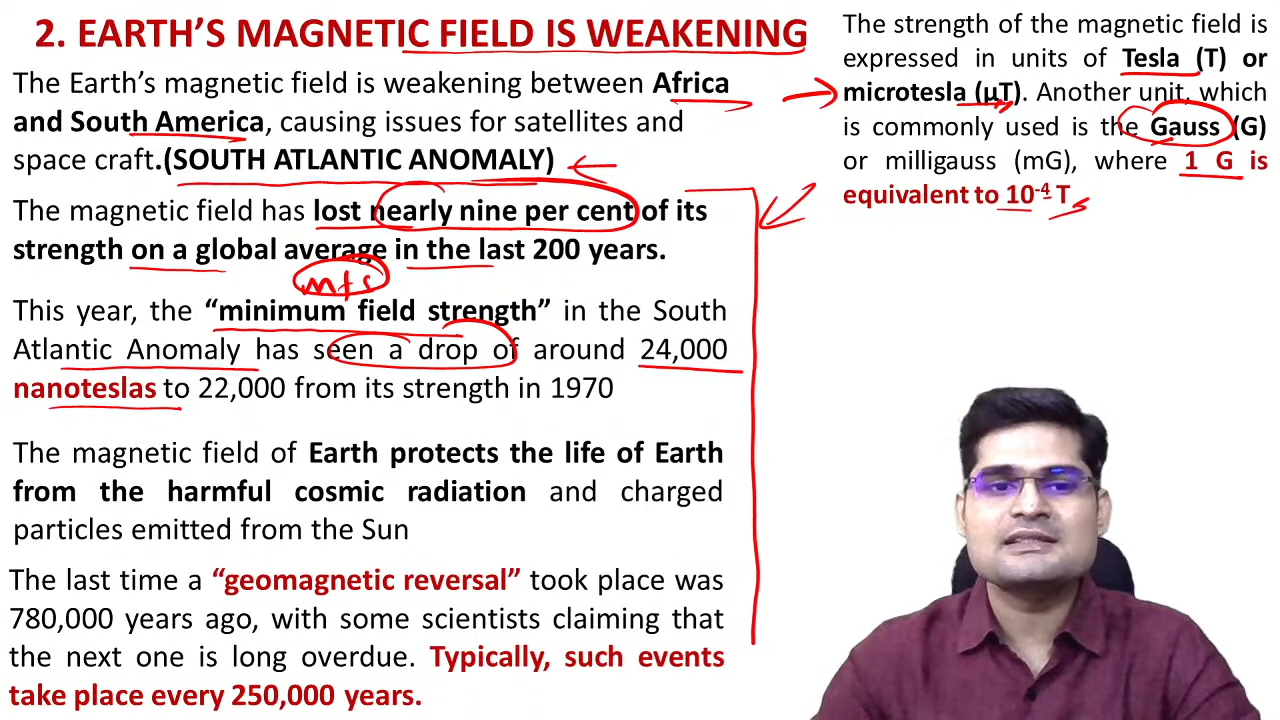 2. EARTH'S MAGNETIC FIELD IS WEAKENING
The Earth's magnetic field is weakening between Africa
and South America, causing issues for satellites and
space craft.(SOUTH ATLANTIC ANOMALY)
The magnetic field has lost nearly nine per cent of its
strength on a global average in the last 200 years.
mfs
This year, the “minimum field strength” in the South
Atlantic Anomaly has seen a drop of around 24,000
nanoteslas to 22,000 from its strength in 1970
The magnetic field of Earth protects the life of Earth
from the harmful cosmic radiation and charged
particles emitted from the Sun
The last time a “geomagnetic reversal” took place was
780,000 years ago, with some scientists claiming that
the next one is long overdue. Typically, such events
take place every 250,000 years.
The strength of the magnetic field is
expressed in units of Tesla (T) or
microtesla (μT). Another unit, which
is commonly used is the Gauss (G)
or milligauss (mG), where 1 G is
equivalent to 10⁻⁴ T